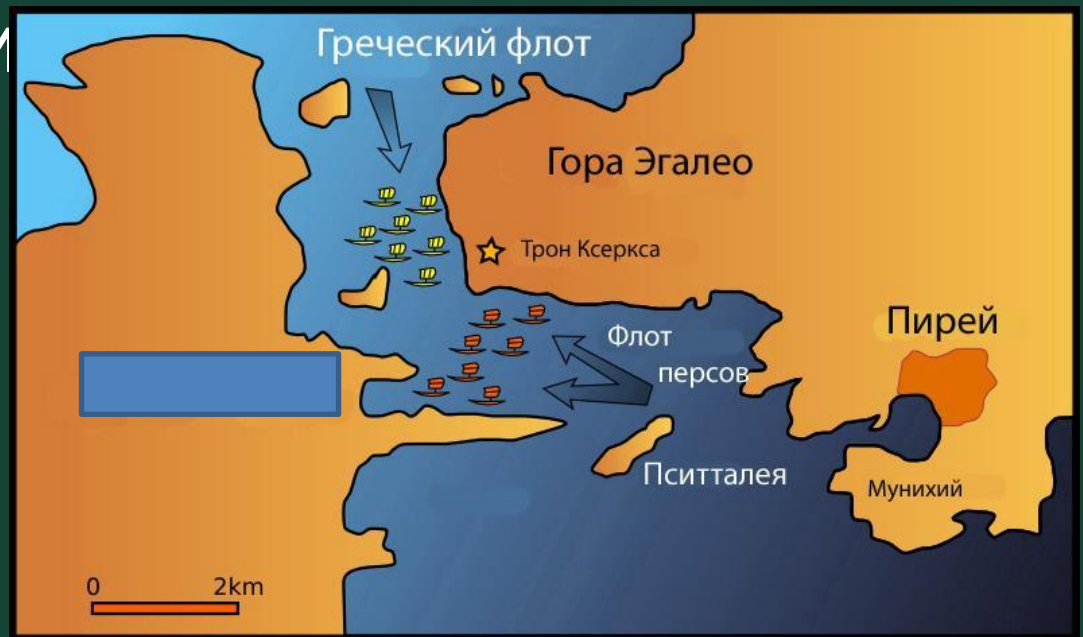 Греческий флот
Гора Эгалео
Трон Ксеркса
Пирей
Флот
персов
Пситталея
Мунихий
0 2km